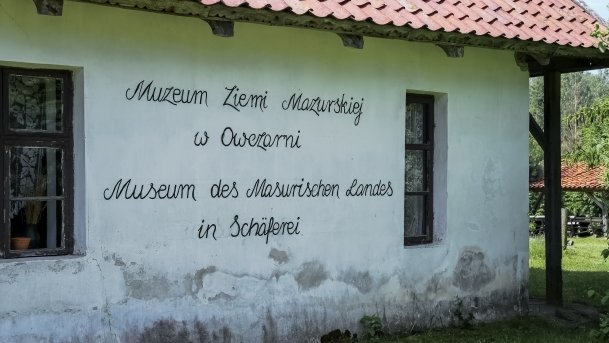 Muzeum Ziemi Mazurskiej
w Owczarni
Museum des Masurischen Landes
in Schäferei